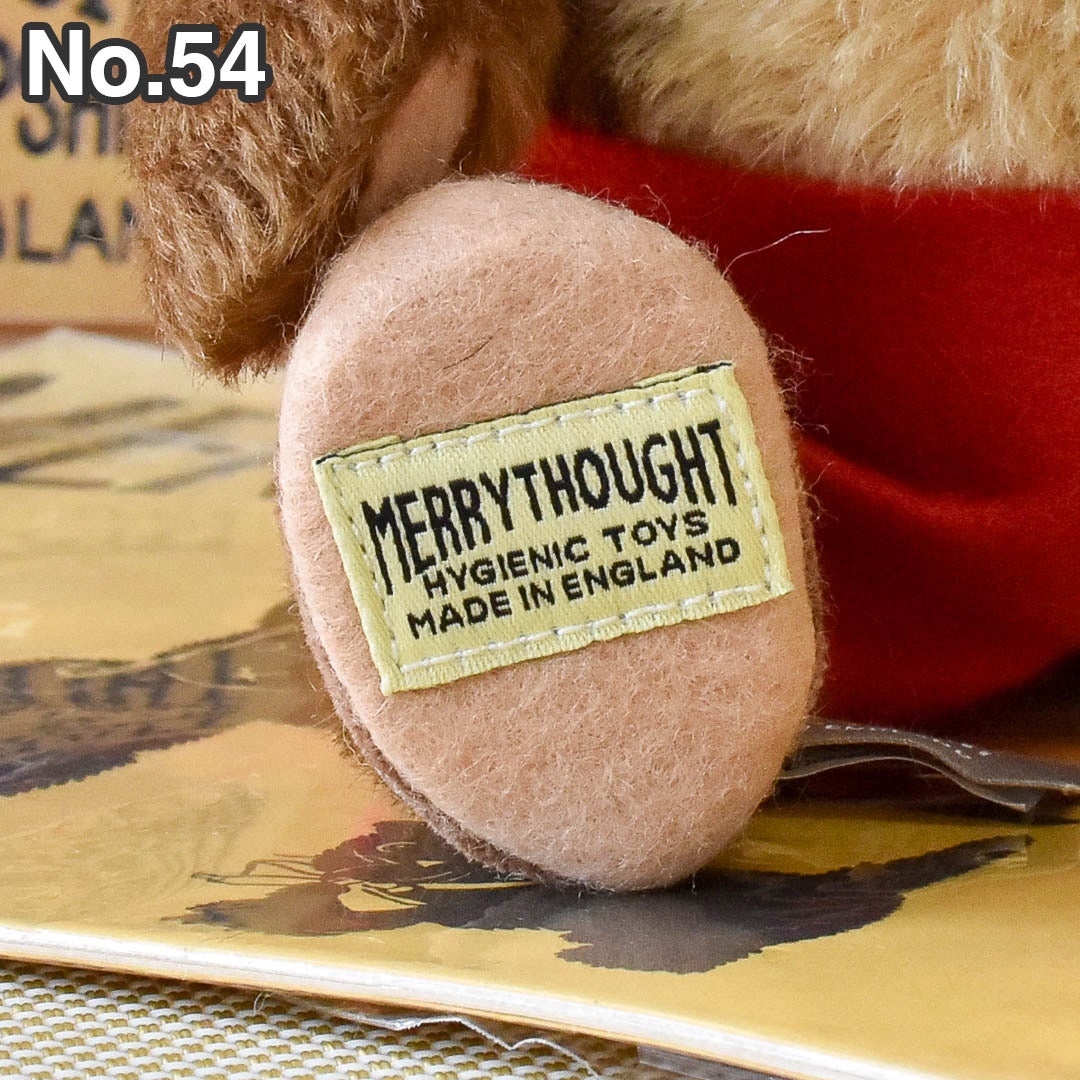 No.54
MERRYTHOUGHT
HYGIENIC TOYS
MADE IN ENGLAND